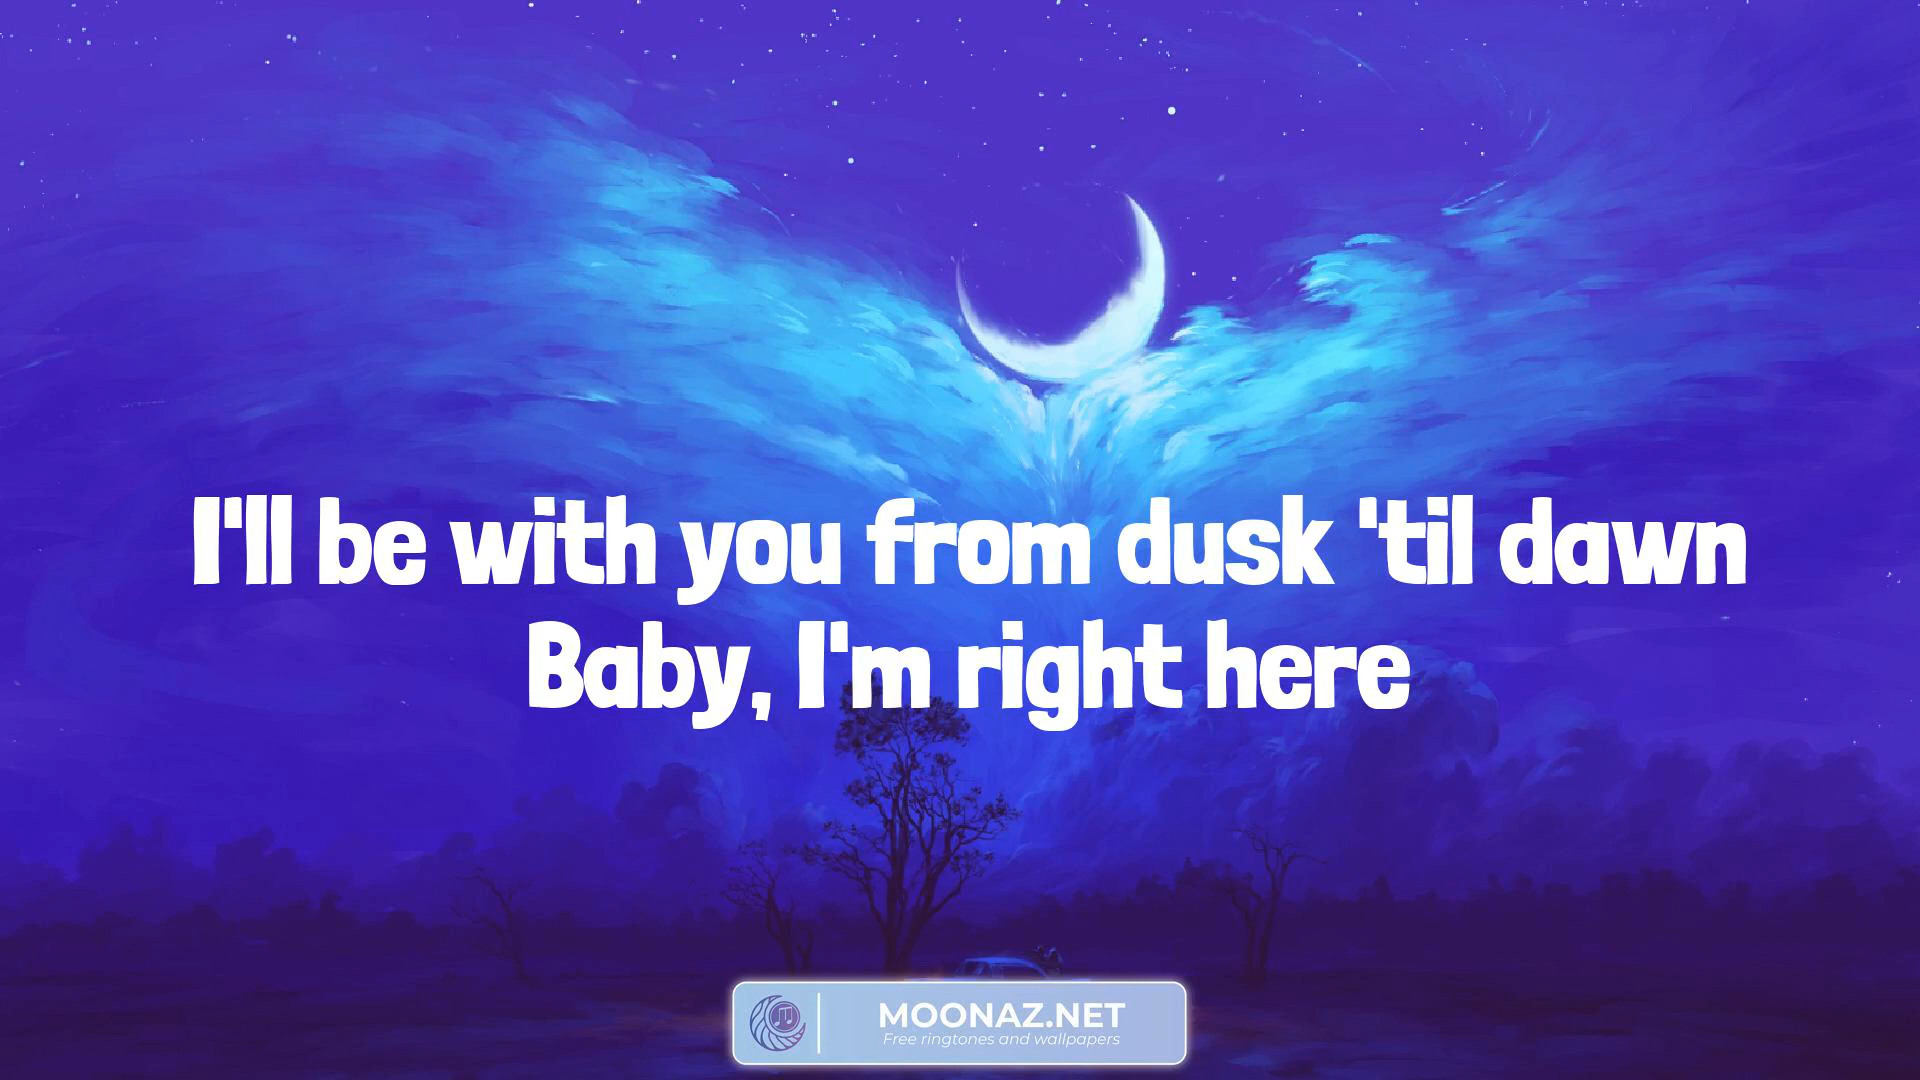 I'll be with you from dusk 'til dawn
Baby, I'm right here
MOONAZ.NET
Free ringtones and wallpapers